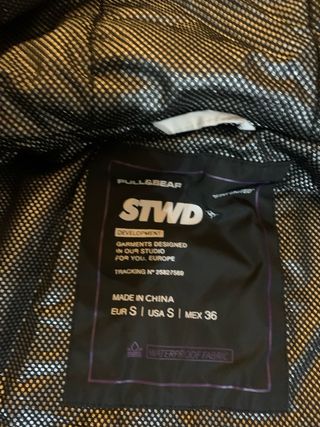 PULL&BEAR
STWD
DEVELOPMENT
GARMENTS DESIGNED
IN OUR STUDIO
FOR YOU. EUROPE
TRACKING Nº 25827569
MADE IN CHINA
EUR S | USA S | MEX 36
WATERPROOF FABRIC